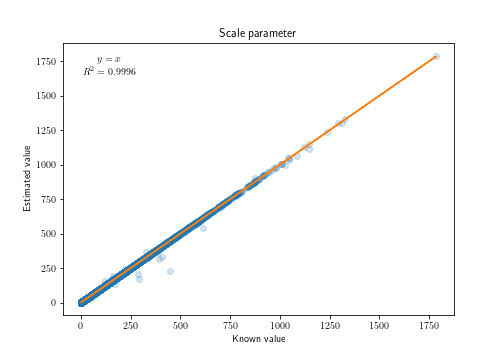 Scale parameter
y = x
R² = 0.9996
Estimated value
1750
1500
1250
1000
750
500
250
0
0 250 500 750 1000 1250 1500 1750
Known value